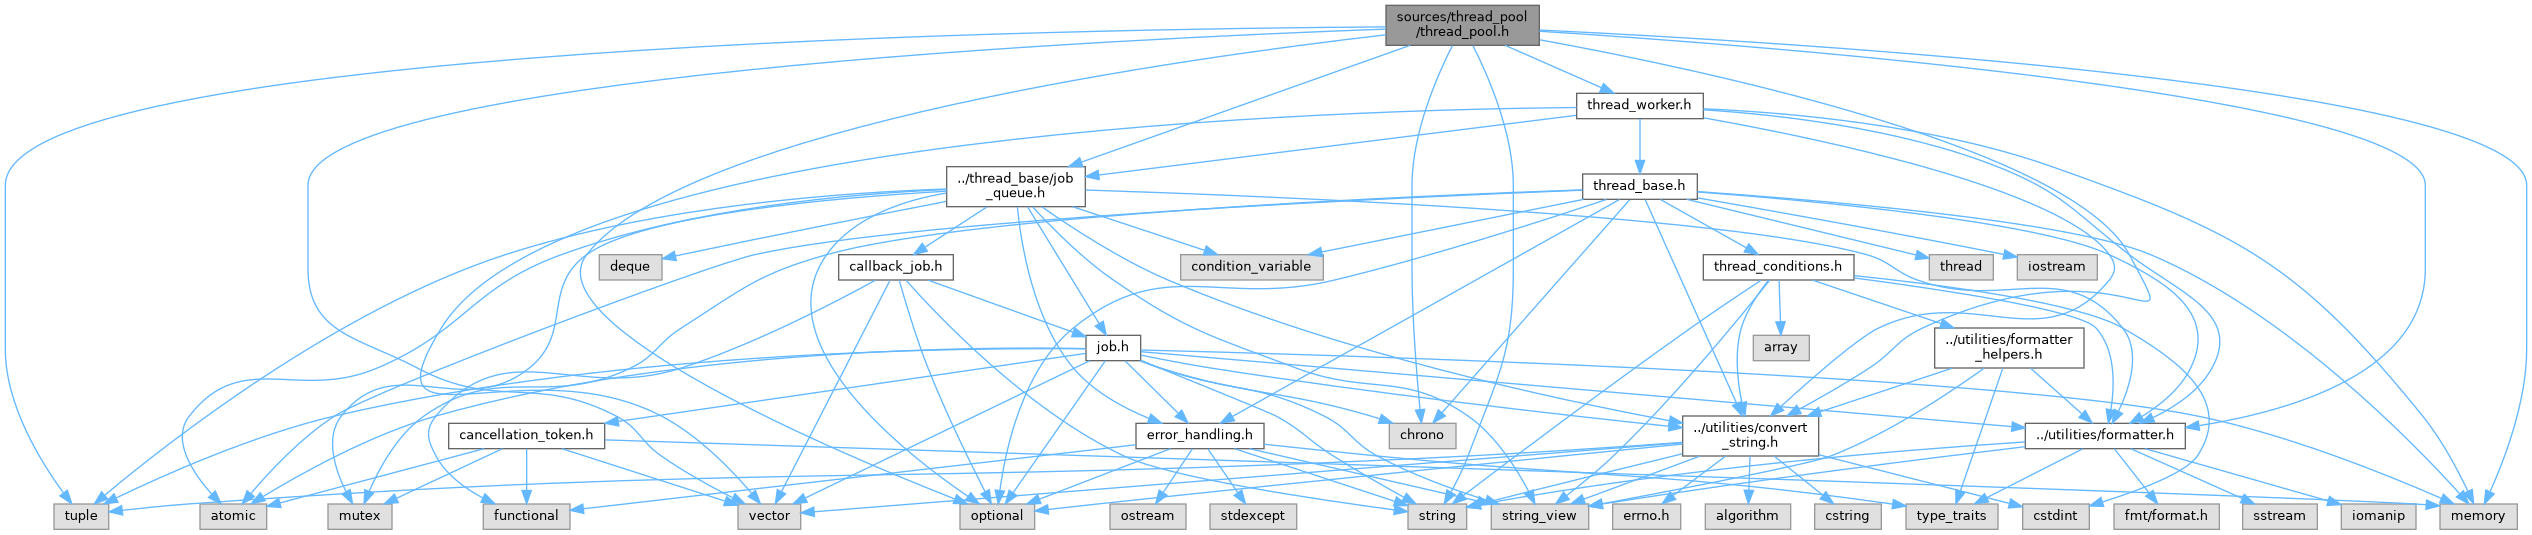 sources/thread_pool
/thread_pool.h
thread_worker.h
../thread_base/job
_queue.h
thread_base.h
deque
callback_job.h
condition_variable
thread_conditions.h
thread
iostream
job.h
array
../utilities/formatter
_helpers.h
cancellation_token.h
error_handling.h
chrono
../utilities/convert
_string.h
../utilities/formatter.h
tuple
atomic
mutex
functional
vector
optional
ostream
stdexcept
string
string_view
errno.h
algorithm
cstring
type_traits
cstdint
fmt/format.h
sstream
iomanip
memory